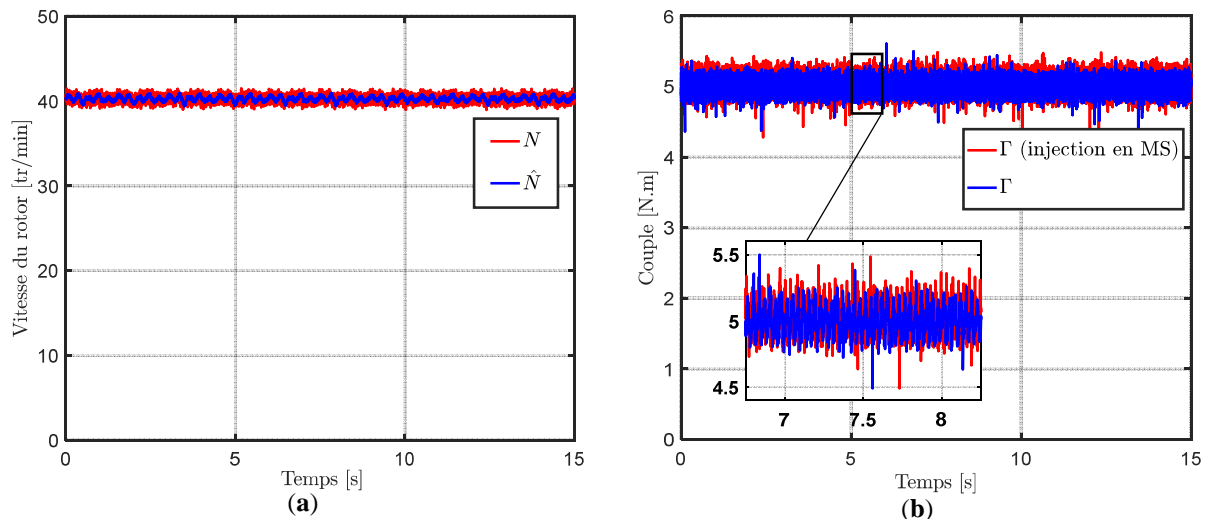 50
40
30
20
10
0
0
5
10
15
Vitesse du rotor [tr/min]
Temps [s]
N
N̂
(a)
6
5
4
3
2
1
0
0
5
10
15
Couple [N.m]
Temps [s]
Γ (injection en MS)
Γ
5.5
5
4.5
7
7.5
8
(b)